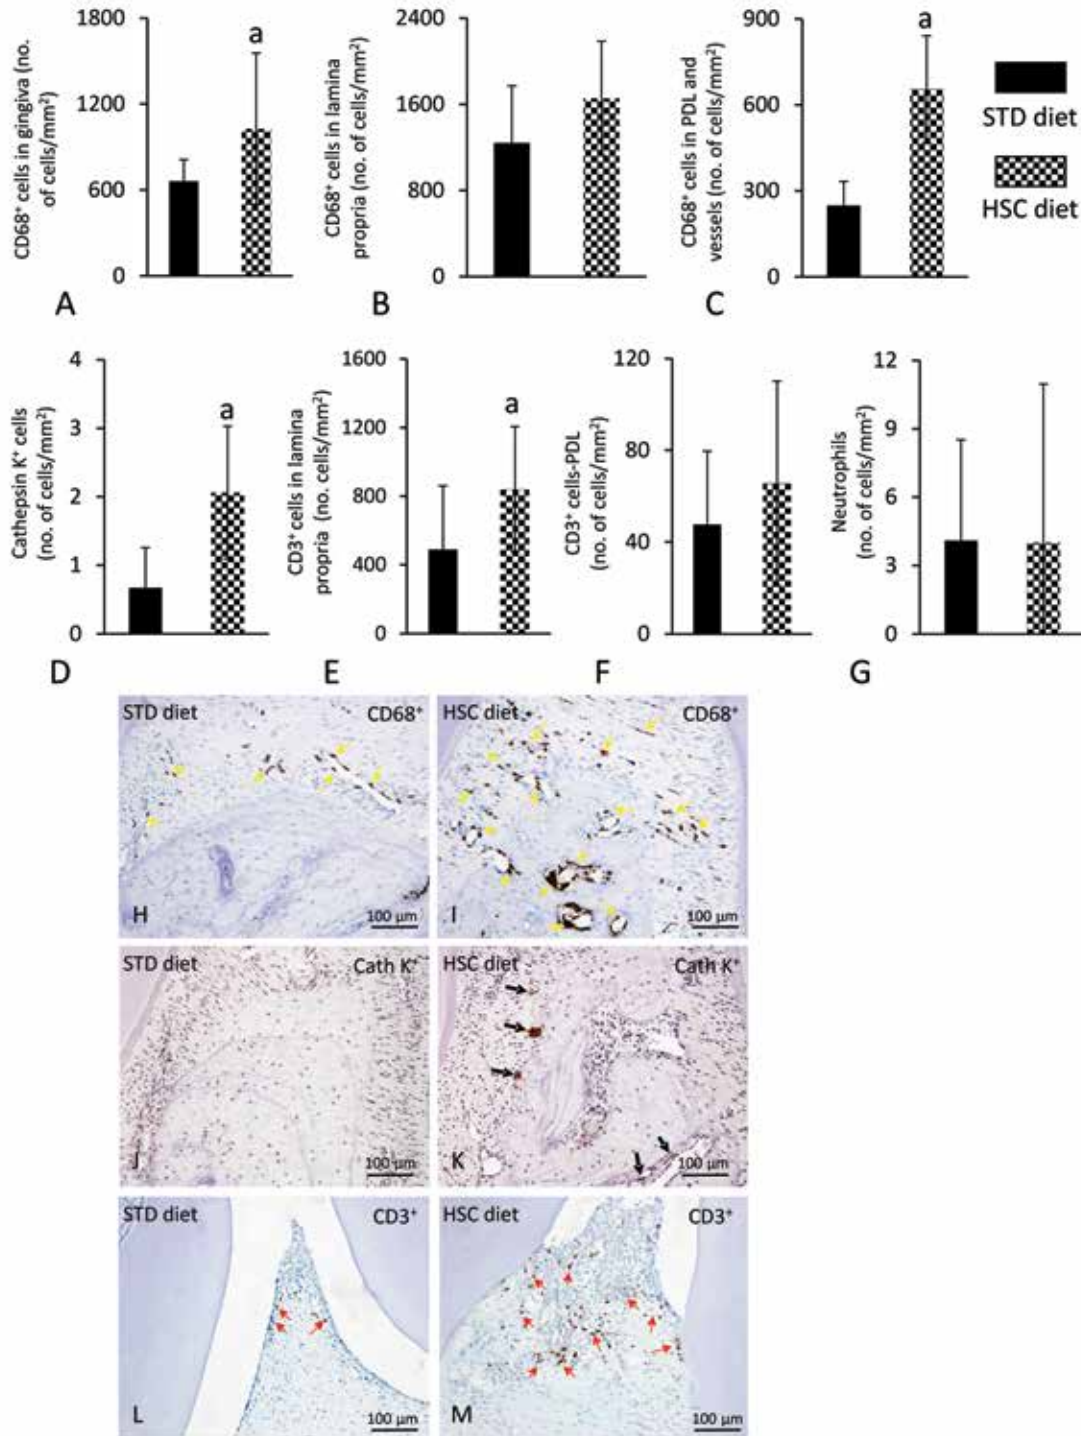 CD68⁺ cells in gingiva (no.
of cells/mm²)
1800
1200
600
0
a
A
CD68⁺ cells in lamina
propria (no. of cells/mm²)
2400
1600
800
0
B
CD68⁺ cells in PDL and
vessels (no. of cells/mm²)
900
600
300
0
a
C
STD diet
HSC diet
Cathepsin K⁺ cells
(no. of cells/mm²)
4
3
2
1
0
a
D
CD3⁺ cells in lamina
propria (no. cells/mm²)
1600
1200
800
400
0
a
E
CD3⁺ cells-PDL
(no. of cells/mm²)
120
80
40
0
F
Neutrophils
(no. of cells/mm²)
12
9
6
3
0
G
STD diet CD68⁺
H 100 µm
HSC diet CD68⁺
I 100 µm
STD diet Cath K⁺
J 100 µm
HSC diet Cath K⁺
K 100 µm
STD diet CD3⁺
L 100 µm
HSC diet CD3⁺
M 100 µm